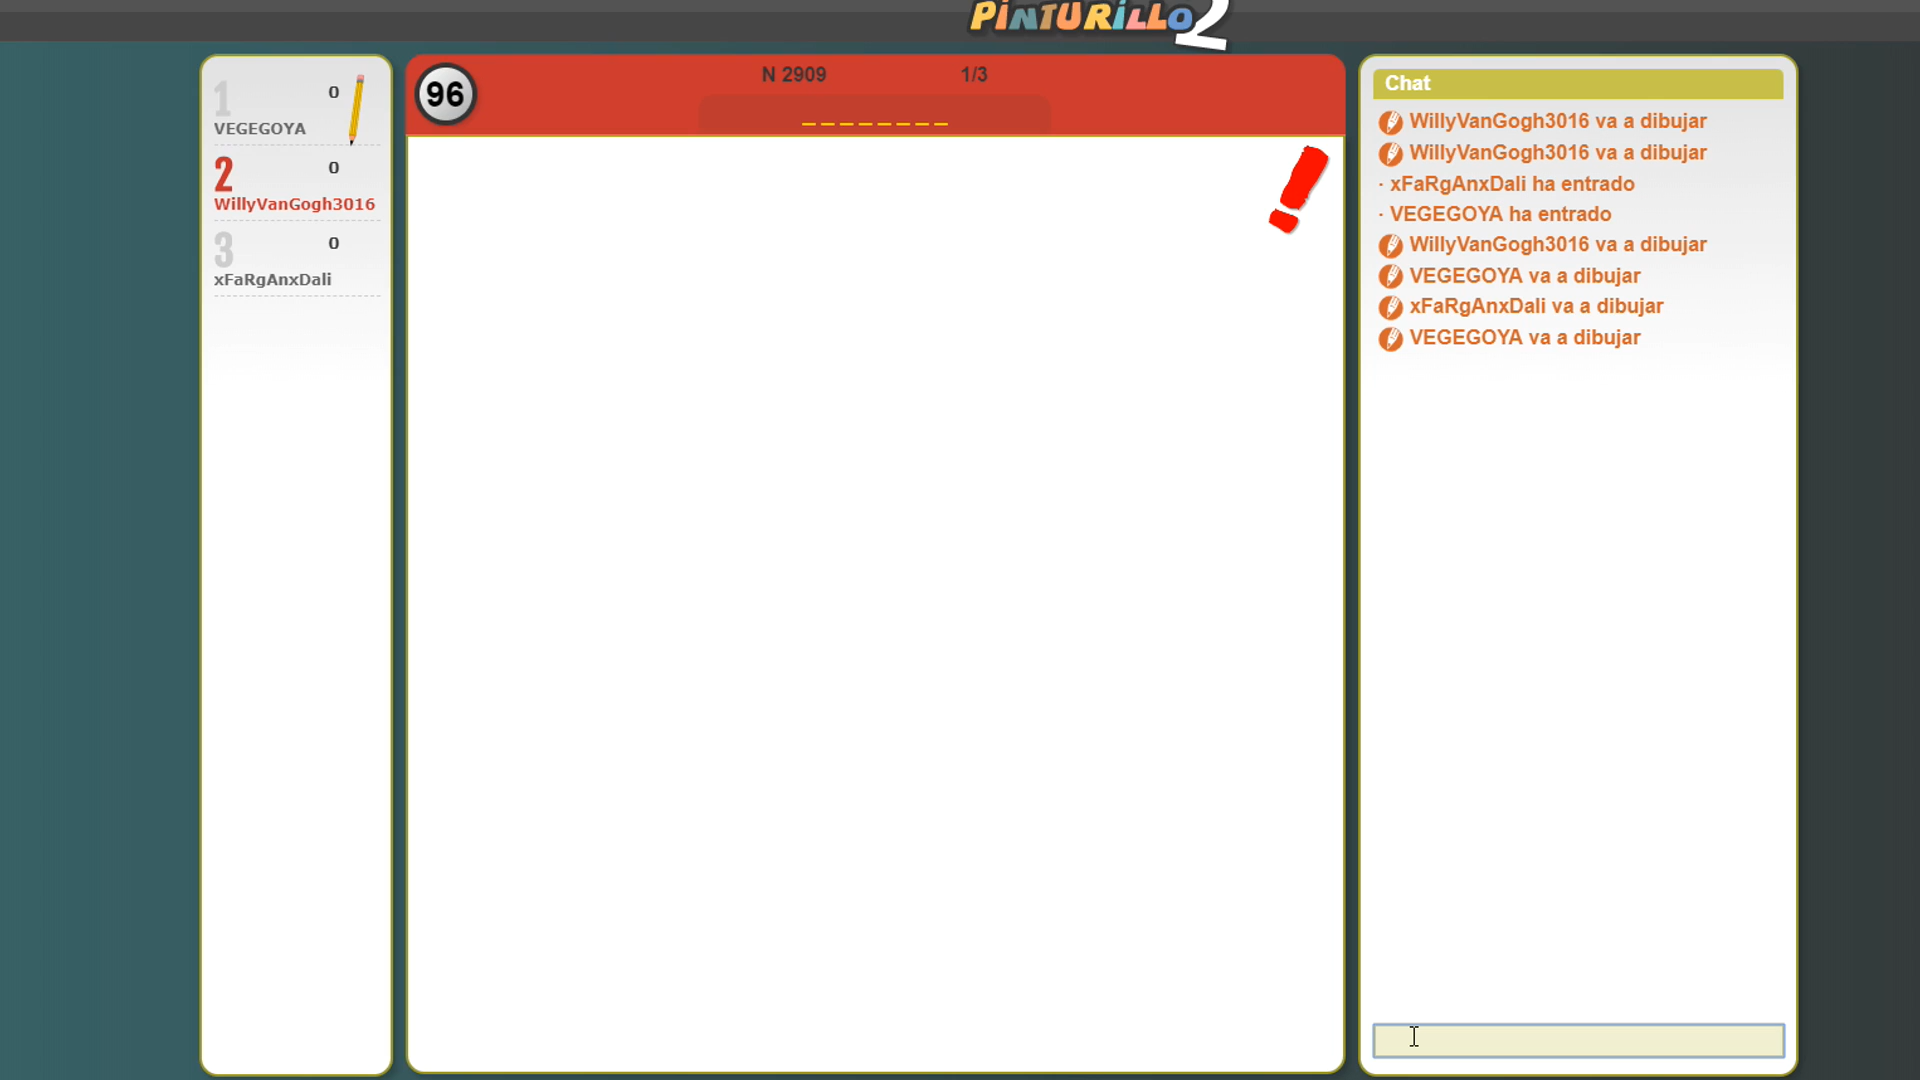 PiNTURiLLO 2
1
0
VEGEGOYA
2
0
WillyVanGogh3016
3
0
xFaRgAnxDali
96
N 2909
1/3
_ _ _ _ _ _ _ _
Chat
WillyVanGogh3016 va a dibujar
WillyVanGogh3016 va a dibujar
· xFaRgAnxDali ha entrado
· VEGEGOYA ha entrado
WillyVanGogh3016 va a dibujar
VEGEGOYA va a dibujar
xFaRgAnxDali va a dibujar
VEGEGOYA va a dibujar